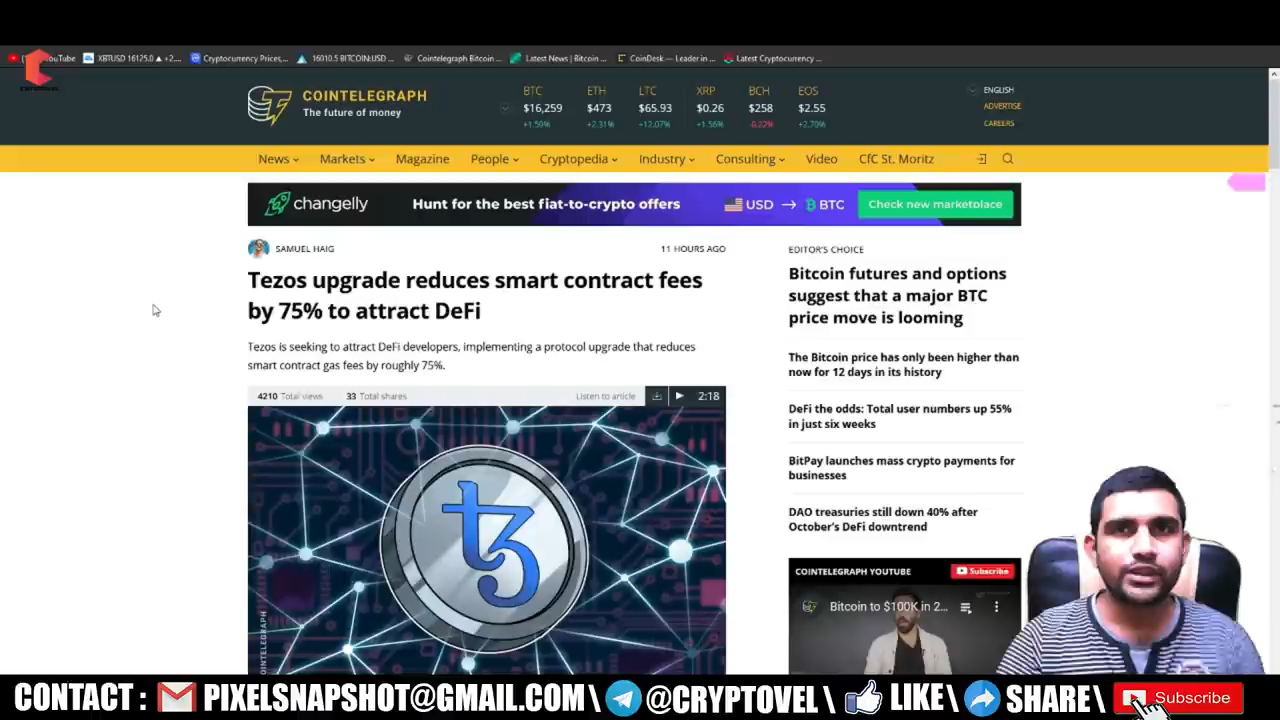 YouTube
XBTUSD 16125.0 ▲ +2....
Cryptocurrency Prices,...
16010.5 BITCOIN:USD ...
Cointelegraph Bitcoin ...
Latest News | Bitcoin ...
CoinDesk — Leader in ...
Latest Cryptocurrency ...
COINTELEGRAPH
The future of money
BTC ETH LTC XRP BCH EOS
$16,259 $473 $65.93 $0.26 $258 $2.55
+1.59% +2.31% +12.07% +1.56% -0.22% +2.70%
ENGLISH
ADVERTISE
CAREERS
News Markets Magazine People Cryptopedia Industry Consulting Video CfC St. Moritz
changelly Hunt for the best fiat-to-crypto offers USD → BTC Check new marketplace
SAMUEL HAIG 11 HOURS AGO
Tezos upgrade reduces smart contract fees
by 75% to attract DeFi
Tezos is seeking to attract DeFi developers, implementing a protocol upgrade that reduces
smart contract gas fees by roughly 75%.
4210 Total views 33 Total shares Listen to article 2:18
COINTELEGRAPH
EDITOR'S CHOICE
Bitcoin futures and options
suggest that a major BTC
price move is looming
The Bitcoin price has only been higher than
now for 12 days in its history
DeFi the odds: Total user numbers up 55%
in just six weeks
BitPay launches mass crypto payments for
businesses
DAO treasuries still down 40% after
October's DeFi downtrend
COINTELEGRAPH YOUTUBE Subscribe
Bitcoin to $100K in 2...
CONTACT : PIXELSNAPSHOT@GMAIL.COM \ @CRYPTOVEL \ LIKE\ SHARE\ Subscribe